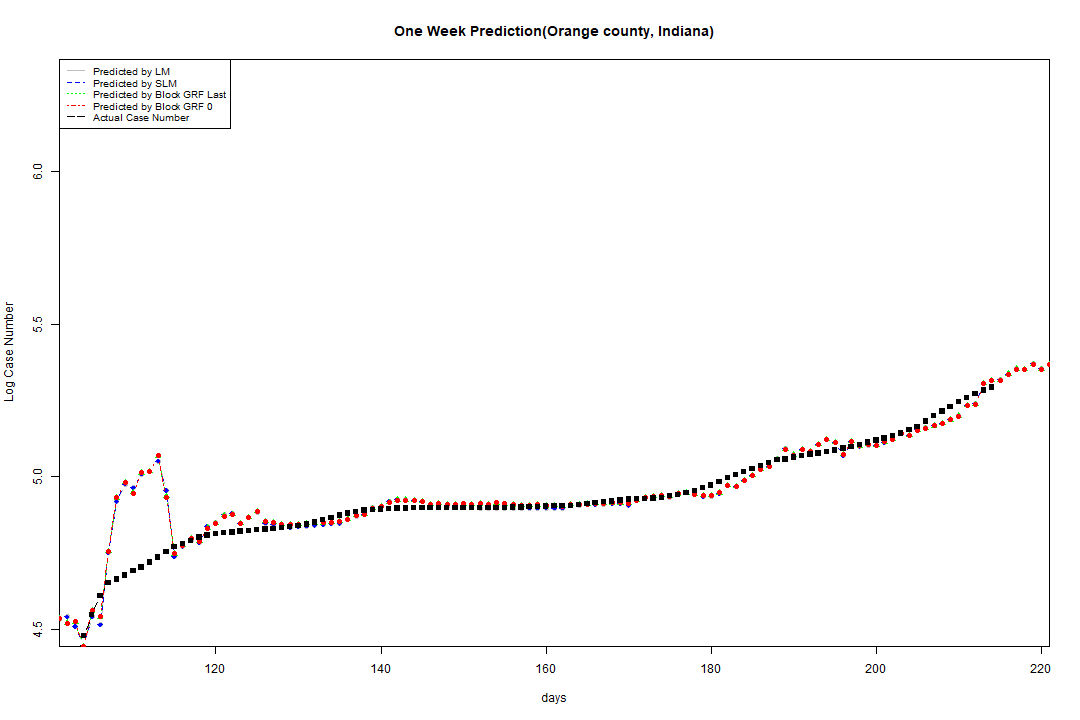 One Week Prediction(Orange county, Indiana)
Predicted by LM
Predicted by SLM
Predicted by Block GRF Last
Predicted by Block GRF 0
Actual Case Number
6.0
5.5
5.0
4.5
Log Case Number
120 140 160 180 200 220
days